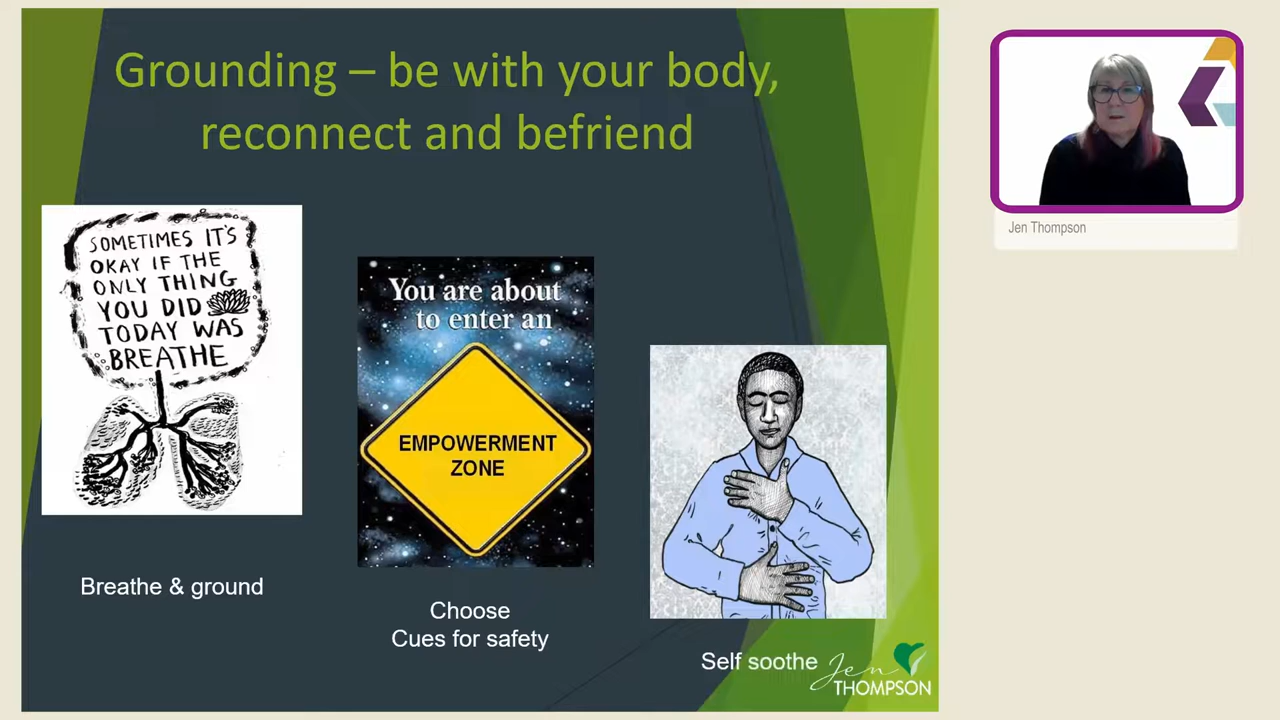 Grounding – be with your body,
reconnect and befriend
SOMETIMES IT'S
OKAY IF THE
ONLY THING
YOU DID
TODAY WAS
BREATHE
You are about
to enter an
EMPOWERMENT
ZONE
Breathe & ground
Choose
Cues for safety
Self soothe
Jen
THOMPSON
Jen Thompson